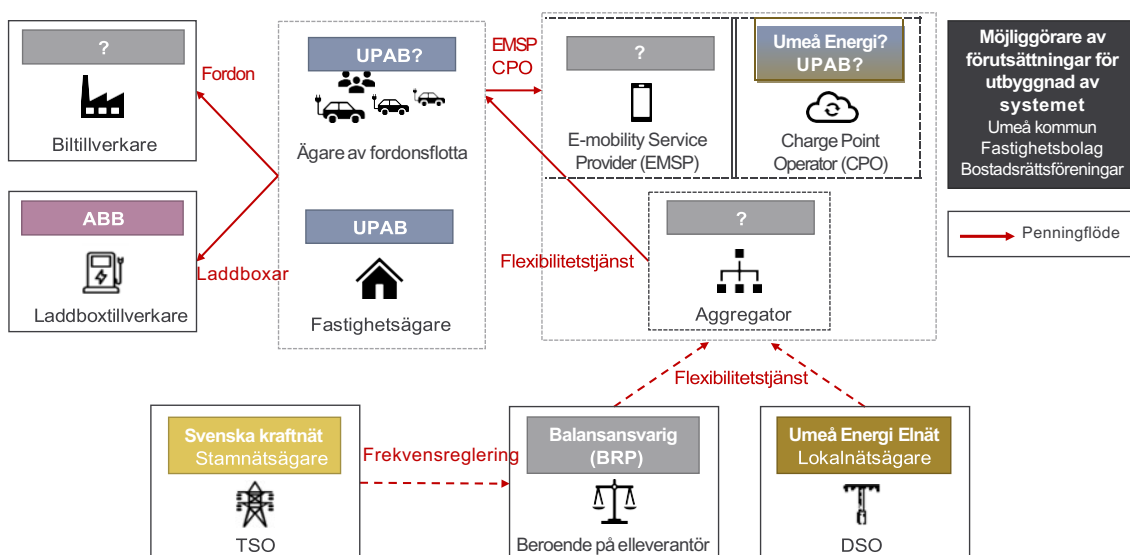 ?
Biltillverkare
Fordon
ABB
Laddboxtillverkare
Laddboxar
UPAB?
Ägare av fordonsflotta
UPAB
Fastighetsägare
EMSP
CPO
?
E-mobility Service
Provider (EMSP)
Umeå Energi?
UPAB?
Charge Point
Operator (CPO)
?
Aggregator
Flexibilitetstjänst
Möjliggörare av
förutsättningar för
utbyggnad av
systemet
Umeå kommun
Fastighetsbolag
Bostadsrättsföreningar
Penningflöde
Flexibilitetstjänst
Svenska kraftnät
Stamnätsägare
TSO
Frekvensreglering
Balansansvarig
(BRP)
Beroende på elleverantör
Umeå Energi Elnät
Lokalnätsägare
DSO